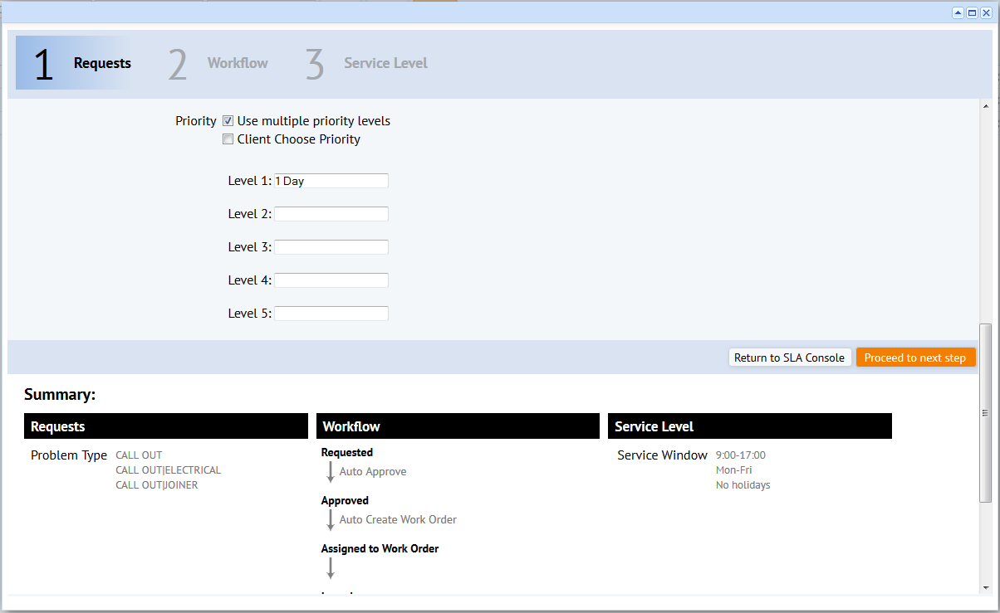 1 Requests 2 Workflow 3 Service Level
Priority Use multiple priority levels
Client Choose Priority
Level 1: 1 Day
Level 2:
Level 3:
Level 4:
Level 5:
Return to SLA Console Proceed to next step
Summary:
Requests Workflow Service Level
Problem Type CALL OUT
CALL OUT|ELECTRICAL
CALL OUT|JOINER
Requested
Auto Approve
Approved
Auto Create Work Order
Assigned to Work Order
Service Window 9:00-17:00
Mon-Fri
No holidays